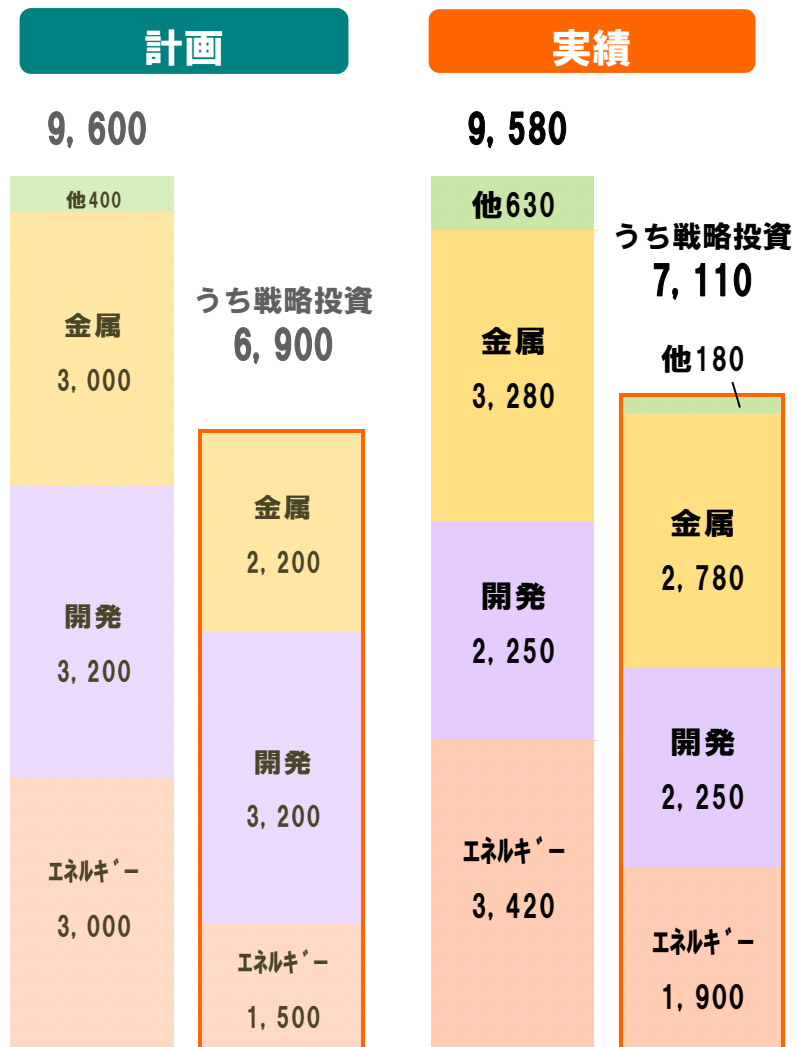 計画
9,600
他400
金属
3,000
開発
3,200
エネルギー
3,000
うち戦略投資
6,900
金属
2,200
開発
3,200
エネルギー
1,500
実績
9,580
他630
金属
3,280
開発
2,250
エネルギー
3,420
うち戦略投資
7,110
他180
金属
2,780
開発
2,250
エネルギー
1,900